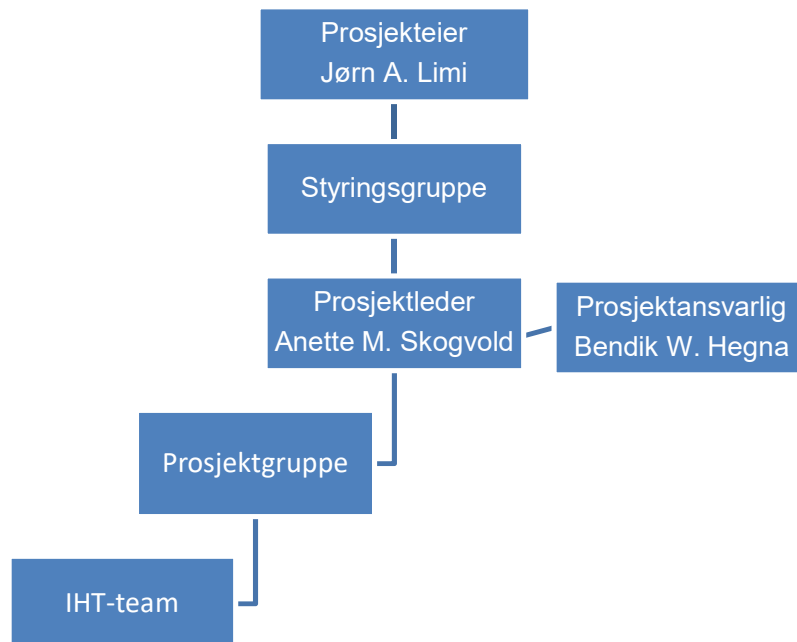 Prosjekteier
Jørn A. Limi
Styringsgruppe
Prosjektleder
Anette M. Skogvold
Prosjektansvarlig
Bendik W. Hegna
Prosjektgruppe
IHT-team